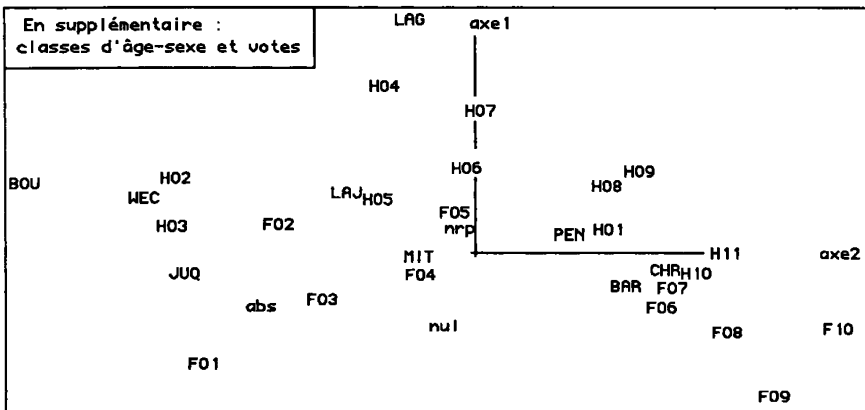 En supplémentaire :
classes d'âge-sexe et votes
LAG
axe1
H04
H07
H06
H09
H08
BOU
H02
WEC
LAJ
H05
F05
H03
F02
nrp
PEN
H01
MIT
H11
axe2
JUQ
F04
CHR
H10
BAR
F07
abs
F03
F06
nul
F08
F10
F01
F09